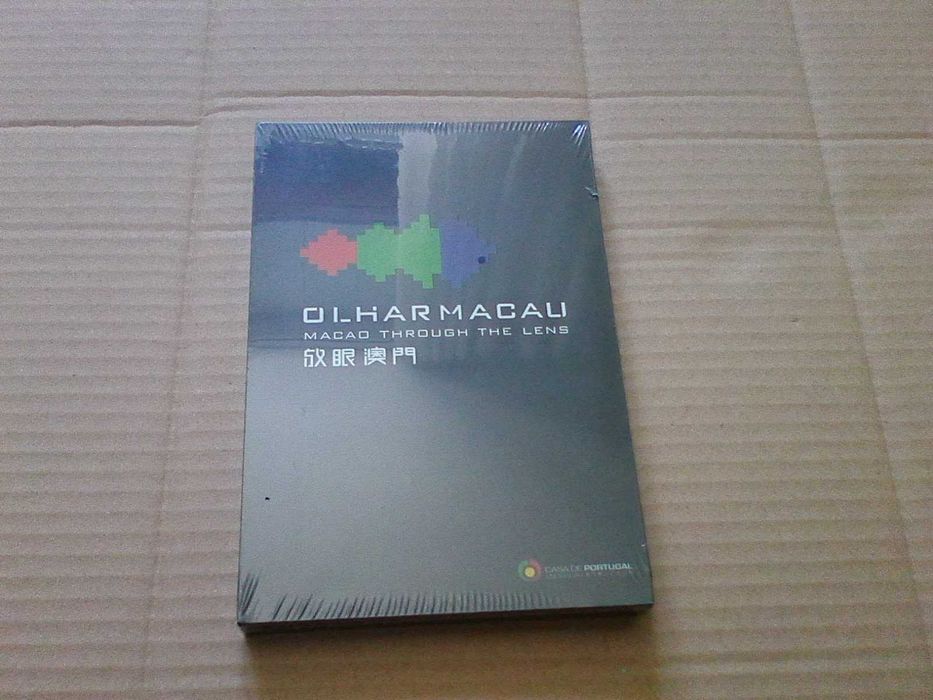 OLHARMACAU
MACAO THROUGH THE LENS
放眼澳門
CASA DE PORTUGAL